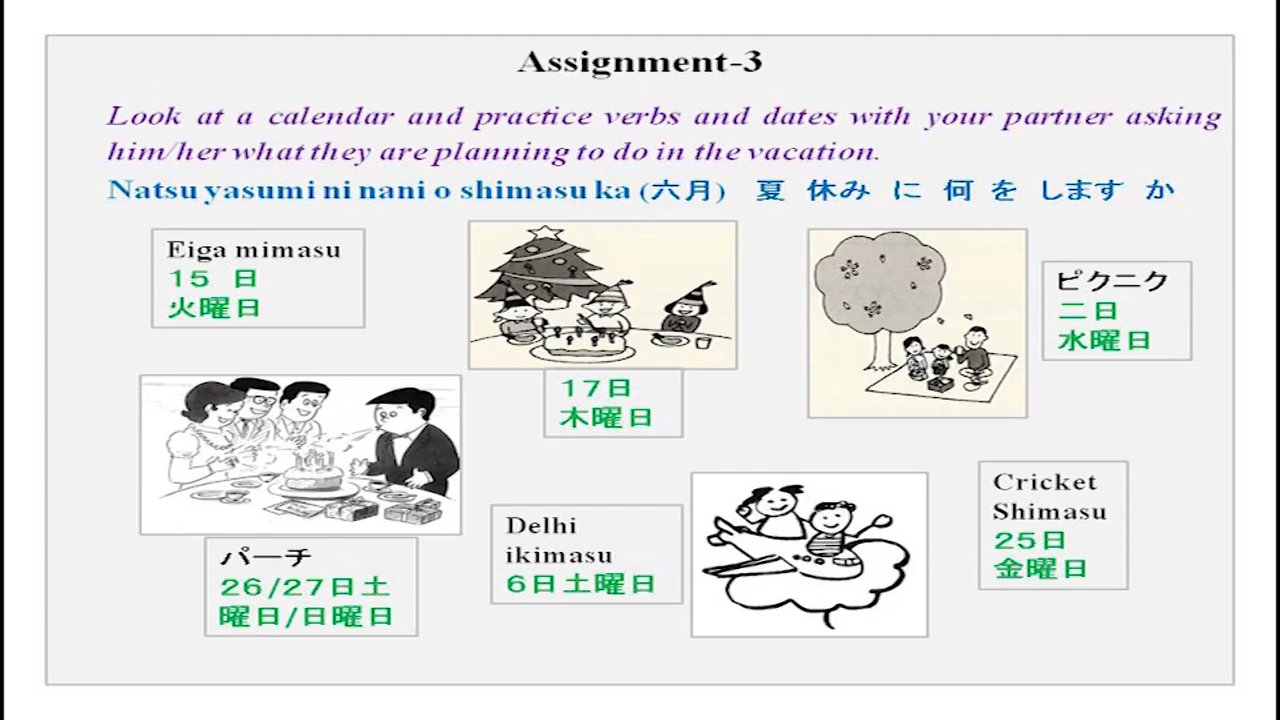 Assignment-3
Look at a calendar and practice verbs and dates with your partner asking
him/her what they are planning to do in the vacation.
Natsu yasumi ni nani o shimasu ka (六月) 夏 休み に 何 を します か
Eiga mimasu
15 日
火曜日
17日
木曜日
ピクニク
二日
水曜日
パーチ
26/27日土
曜日/日曜日
Delhi
ikimasu
6日土曜日
Cricket
Shimasu
25日
金曜日